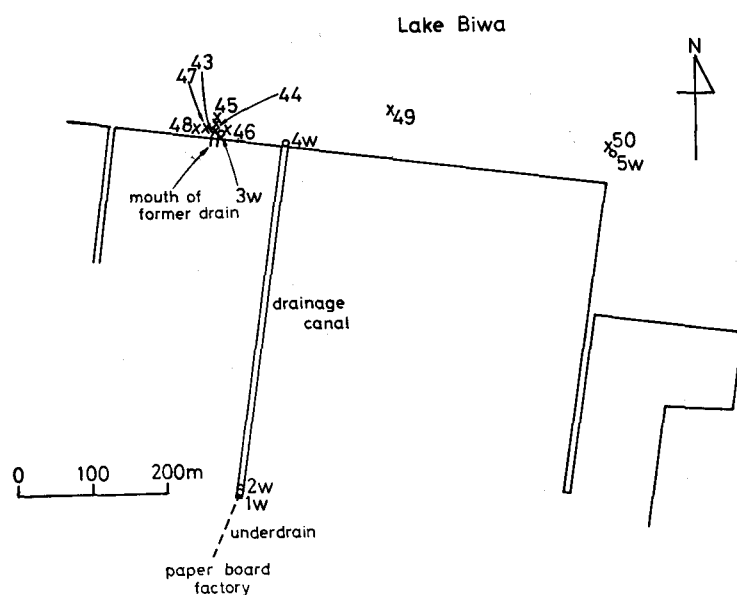 Lake Biwa
N
43
47
45
44
48
46
49
50
5w
4w
3w
mouth of
former drain
drainage
canal
0 100 200m
2w
1w
underdrain
paper board
factory